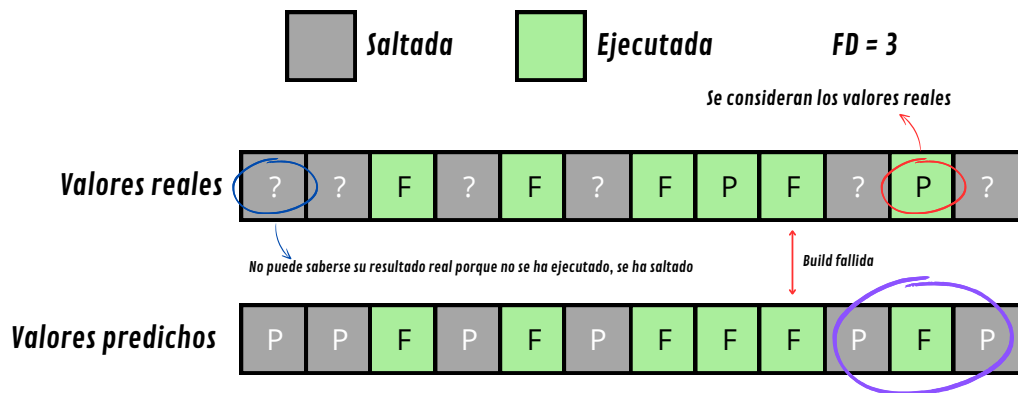 Saltada
Ejecutada
FD = 3
Se consideran los valores reales
Valores reales
? ? F ? F ? F P F ? P ?
No puede saberse su resultado real porque no se ha ejecutado, se ha saltado
Build fallida
Valores predichos
P P F P F P F F F P F P